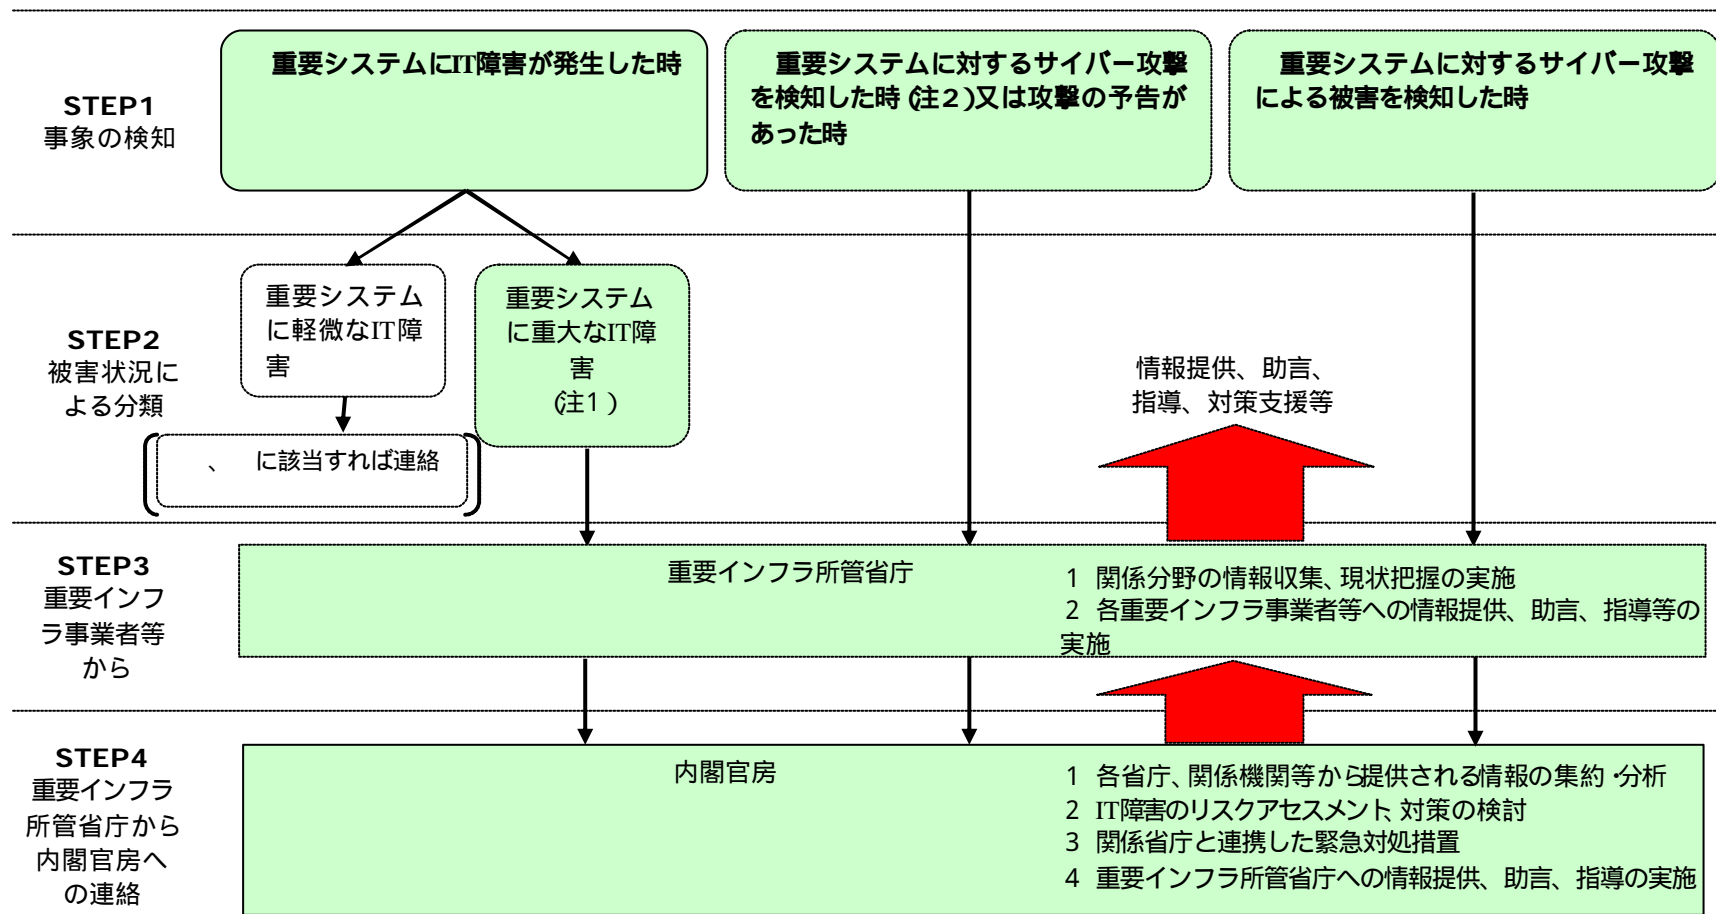 STEP1
事象の検知
重要システムにIT障害が発生した時
重要システムに対するサイバー攻撃
を検知した時(注2)又は攻撃の予告が
あった時
重要システムに対するサイバー攻撃
による被害を検知した時
STEP2
被害状況に
よる分類
重要システム
に軽微なIT障
害
重要システム
に重大なIT障
害
(注1)
、 に該当すれば連絡
情報提供、助言、
指導、対策支援等
STEP3
重要インフ
ラ事業者等
から
重要インフラ所管省庁
1 関係分野の情報収集、現状把握の実施
2 各重要インフラ事業者等への情報提供、助言、指導等の
実施
STEP4
重要インフラ
所管省庁から
内閣官房へ
の連絡
内閣官房
1 各省庁、関係機関等から提供される情報の集約・分析
2 IT障害のリスクアセスメント、対策の検討
3 関係省庁と連携した緊急対処措置
4 重要インフラ所管省庁への情報提供、助言、指導の実施